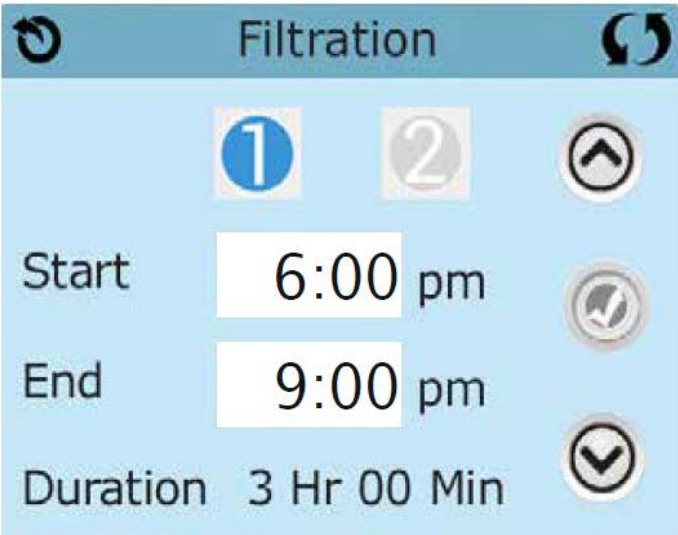 Filtration
1 2
Start 6:00 pm
End 9:00 pm
Duration 3 Hr 00 Min